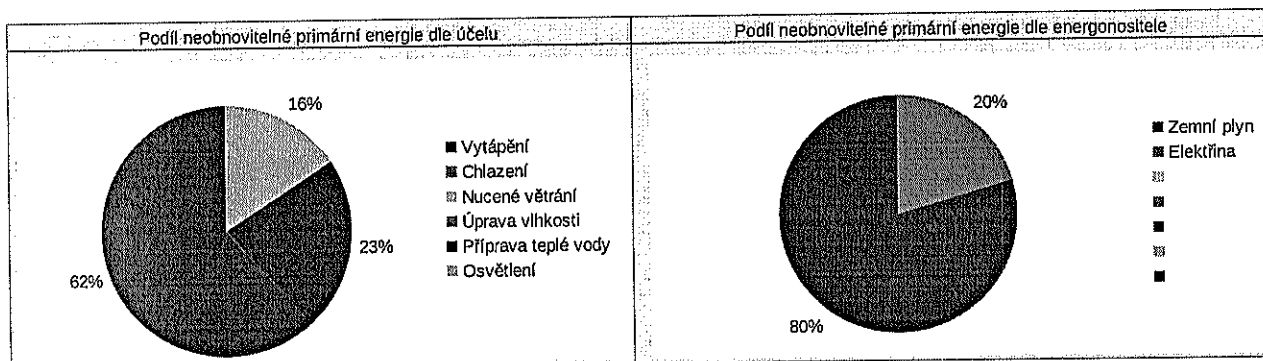 Podíl neobnovitelné primární energie dle účelu
16%
23%
62%
Vytápění
Chlazení
Nucené větrání
Úprava vlhkosti
Příprava teplé vody
Osvětlení
Podíl neobnovitelné primární energie dle energonositele
20%
80%
Zemní plyn
Elektřina